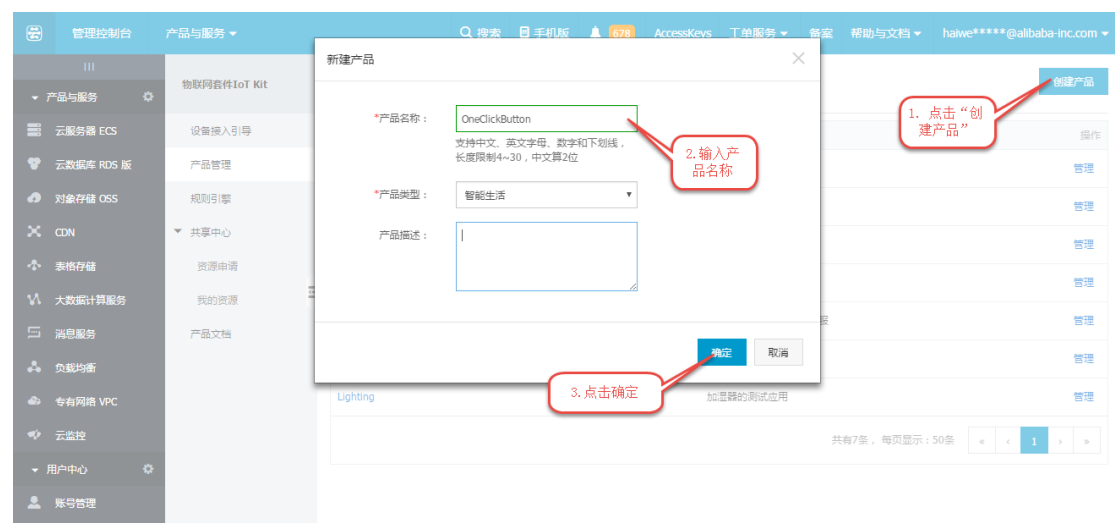 管理控制台
产品与服务
搜索
手机版
678
AccessKeys
工单服务
备案
帮助与文档
haiwe*****@alibaba-inc.com
产品与服务
云服务器 ECS
云数据库 RDS 版
对象存储 OSS
CDN
表格存储
大数据计算服务
消息服务
负载均衡
专有网络 VPC
云监控
用户中心
账号管理
物联网套件IoT Kit
设备接入引导
产品管理
规则引擎
共享中心
资源申请
我的资源
产品文档
新建产品
*产品名称：
OneClickButton
支持中文、英文字母、数字和下划线，
长度限制4~30，中文算2位
*产品类型：
智能生活
产品描述：
确定
取消
创建产品
1. 点击“创
建产品”
2.输入产
品名称
3.点击确定
操作
管理
管理
管理
管理
管理
管理
Lighting
加湿器的测试应用
管理
共有7条，每页显示：50条
«
‹
1
›
»